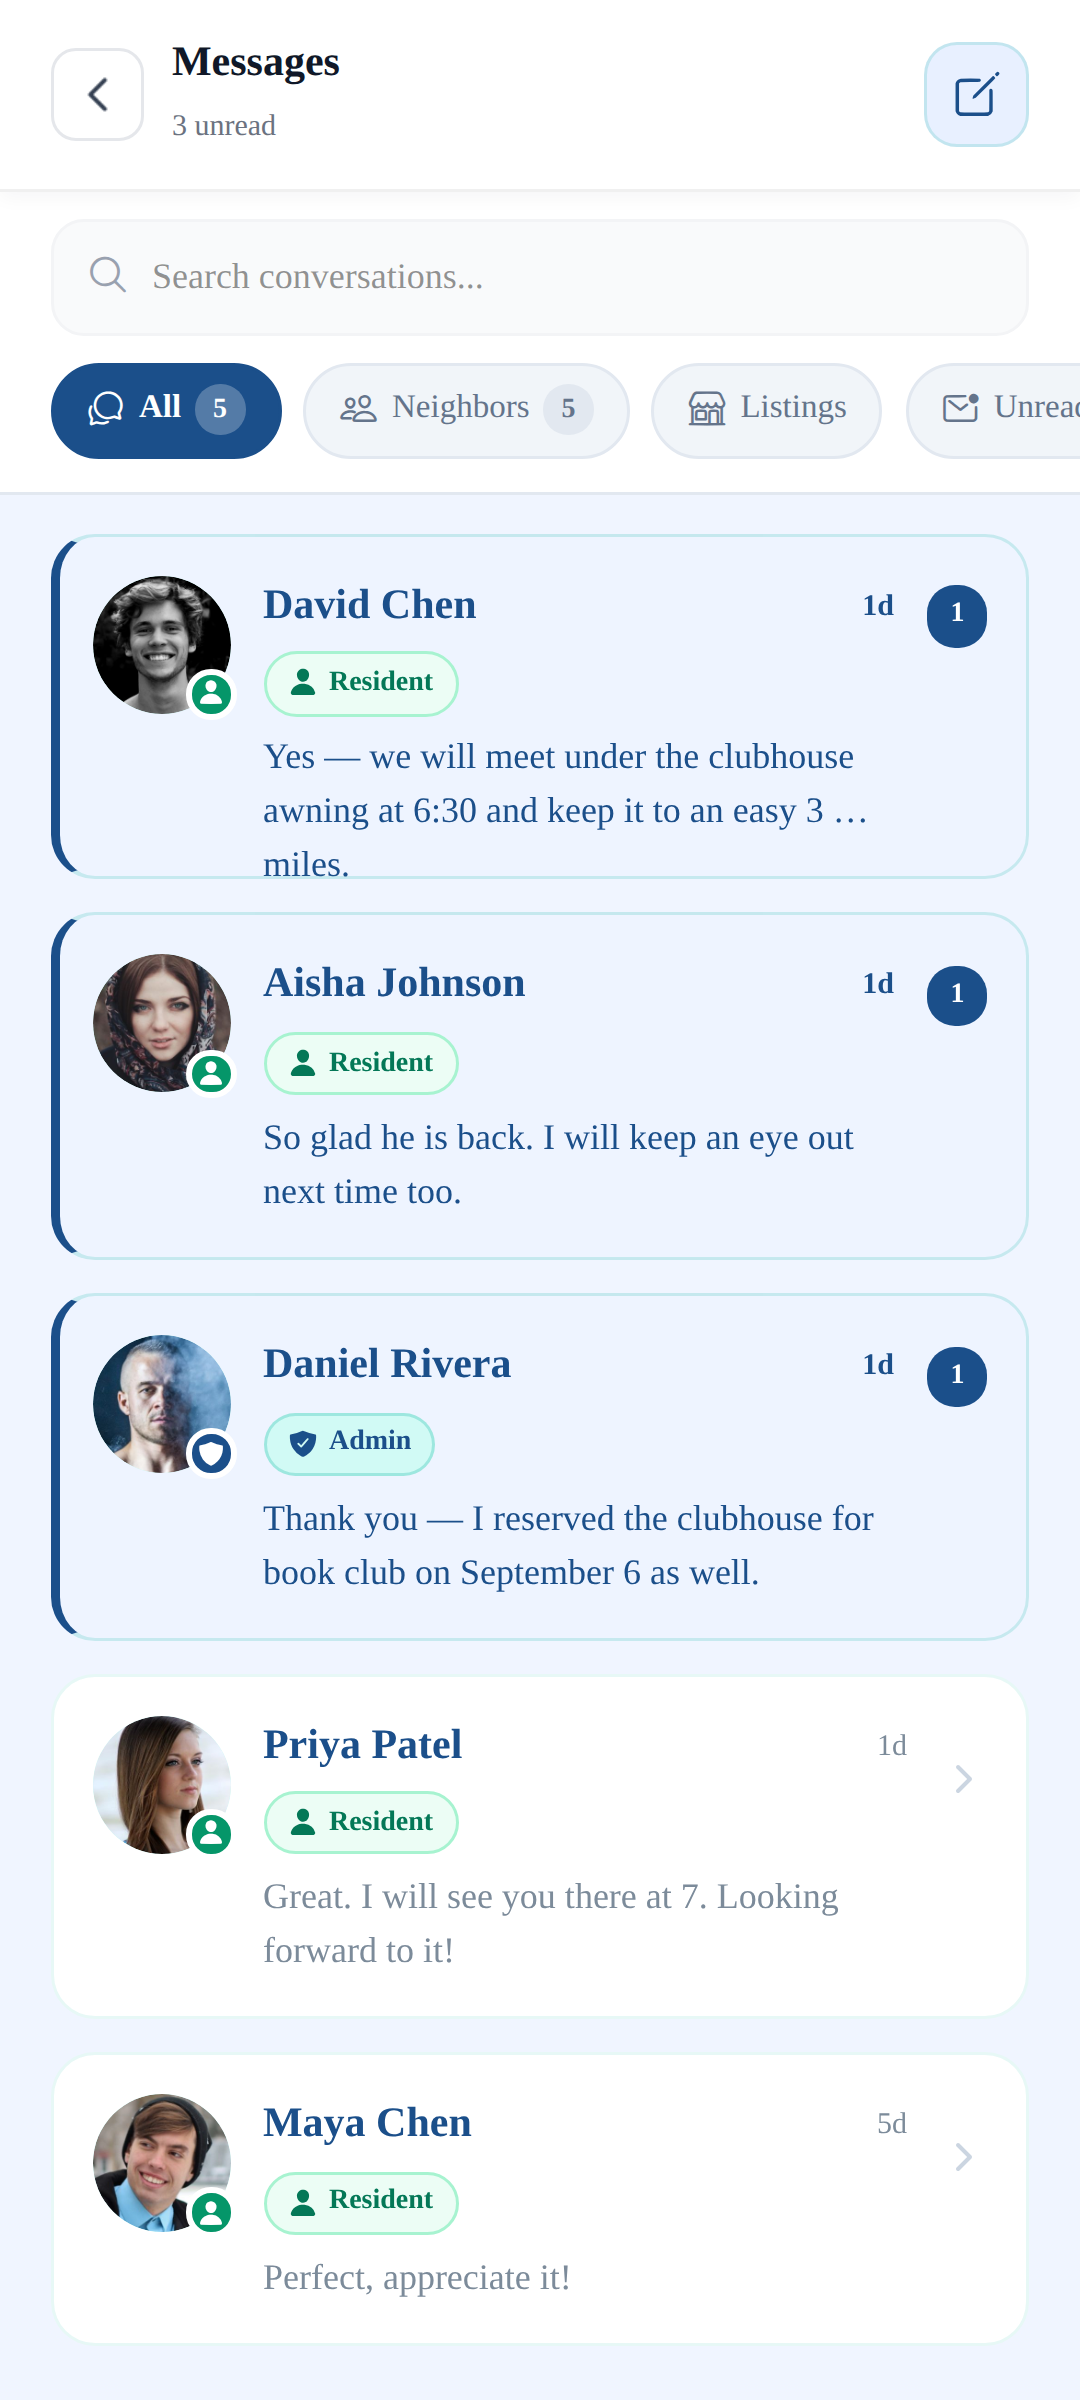 Messages
3 unread
Search conversations...
All 5
Neighbors 5
Listings
Unread
David Chen 1d 1
Resident
Yes — we will meet under the clubhouse
awning at 6:30 and keep it to an easy 3 …
miles.
Aisha Johnson 1d 1
Resident
So glad he is back. I will keep an eye out
next time too.
Daniel Rivera 1d 1
Admin
Thank you — I reserved the clubhouse for
book club on September 6 as well.
Priya Patel 1d
Resident
Great. I will see you there at 7. Looking
forward to it!
Maya Chen 5d
Resident
Perfect, appreciate it!